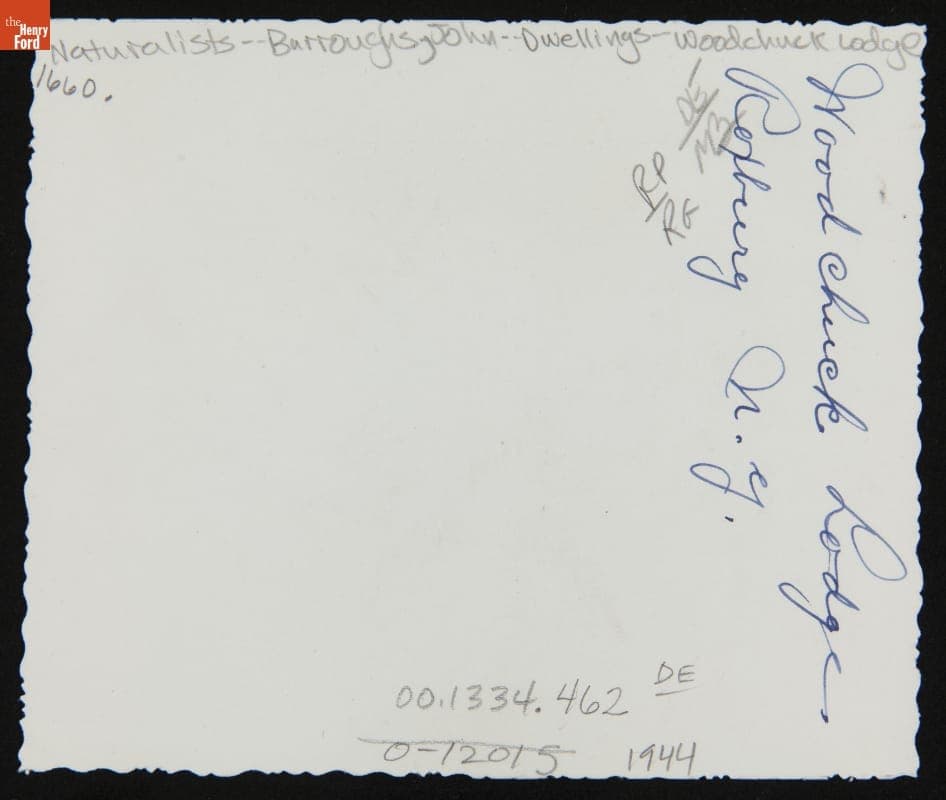 the
Henry
Ford
Naturalists--Burroughs, John--Dwellings--Woodchuck Lodge
1660.
DE
MB
RP
RE
Woodchuck Lodge.
Roxbury N.Y.
00.1334.462 DE
0-12015 1944